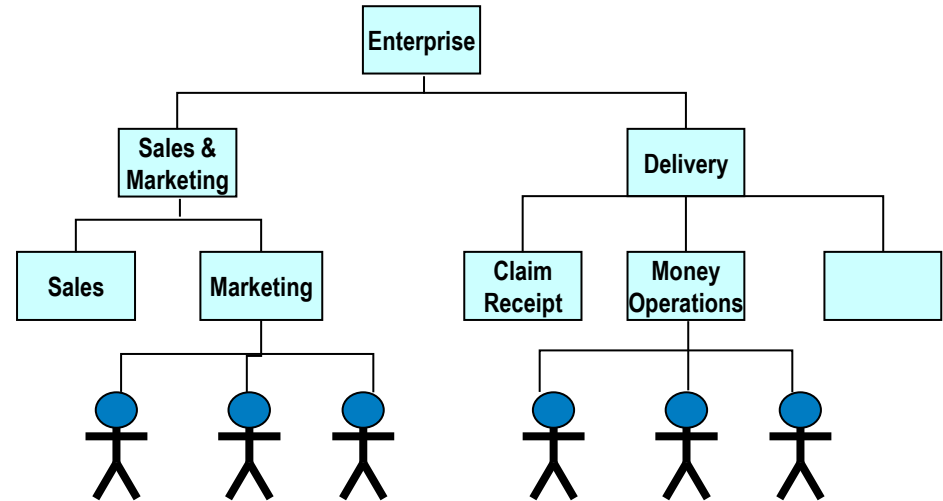 Enterprise
Sales &
Marketing
Delivery
Sales
Marketing
Claim
Receipt
Money
Operations